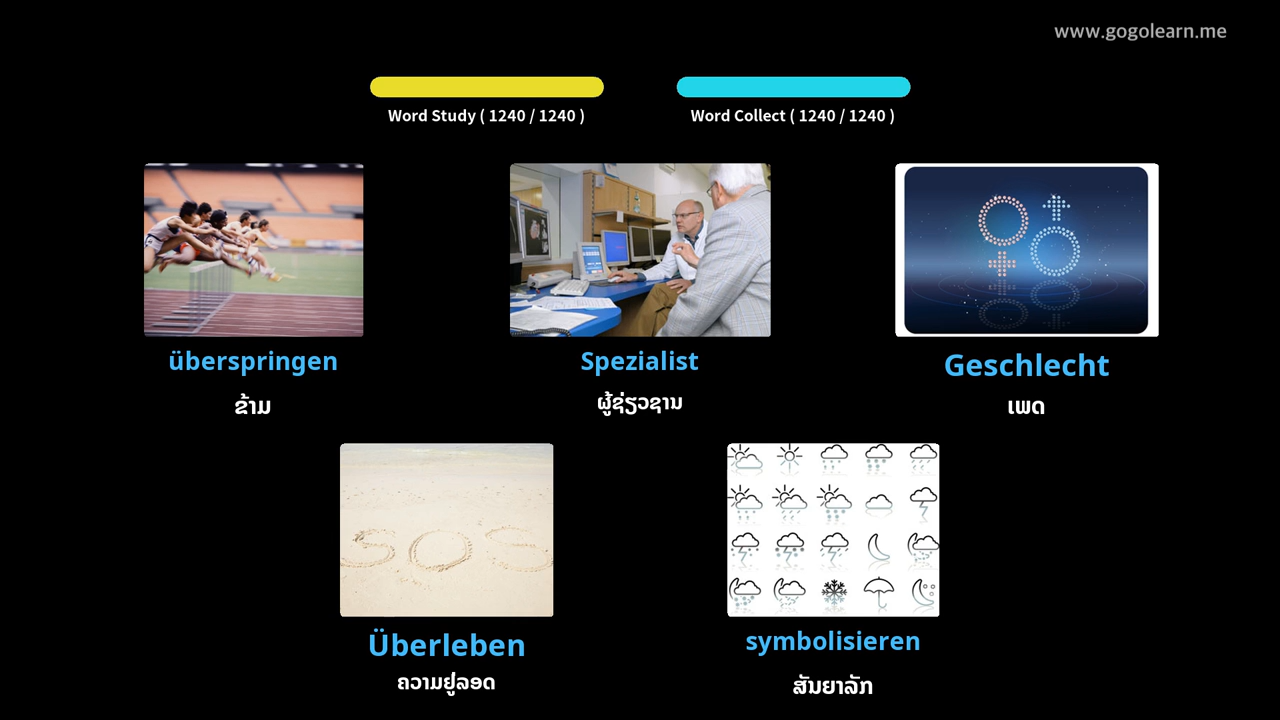 www.gogolearn.me
Word Study ( 1240 / 1240 )
Word Collect ( 1240 / 1240 )
überspringen
Spezialist
Geschlecht
ຂ້າມ
ຜູ້ຊ່ຽວຊານ
ເພດ
SOS
Überleben
symbolisieren
ຄວາມຢູ່ລອດ
ສັນຍາລັກ